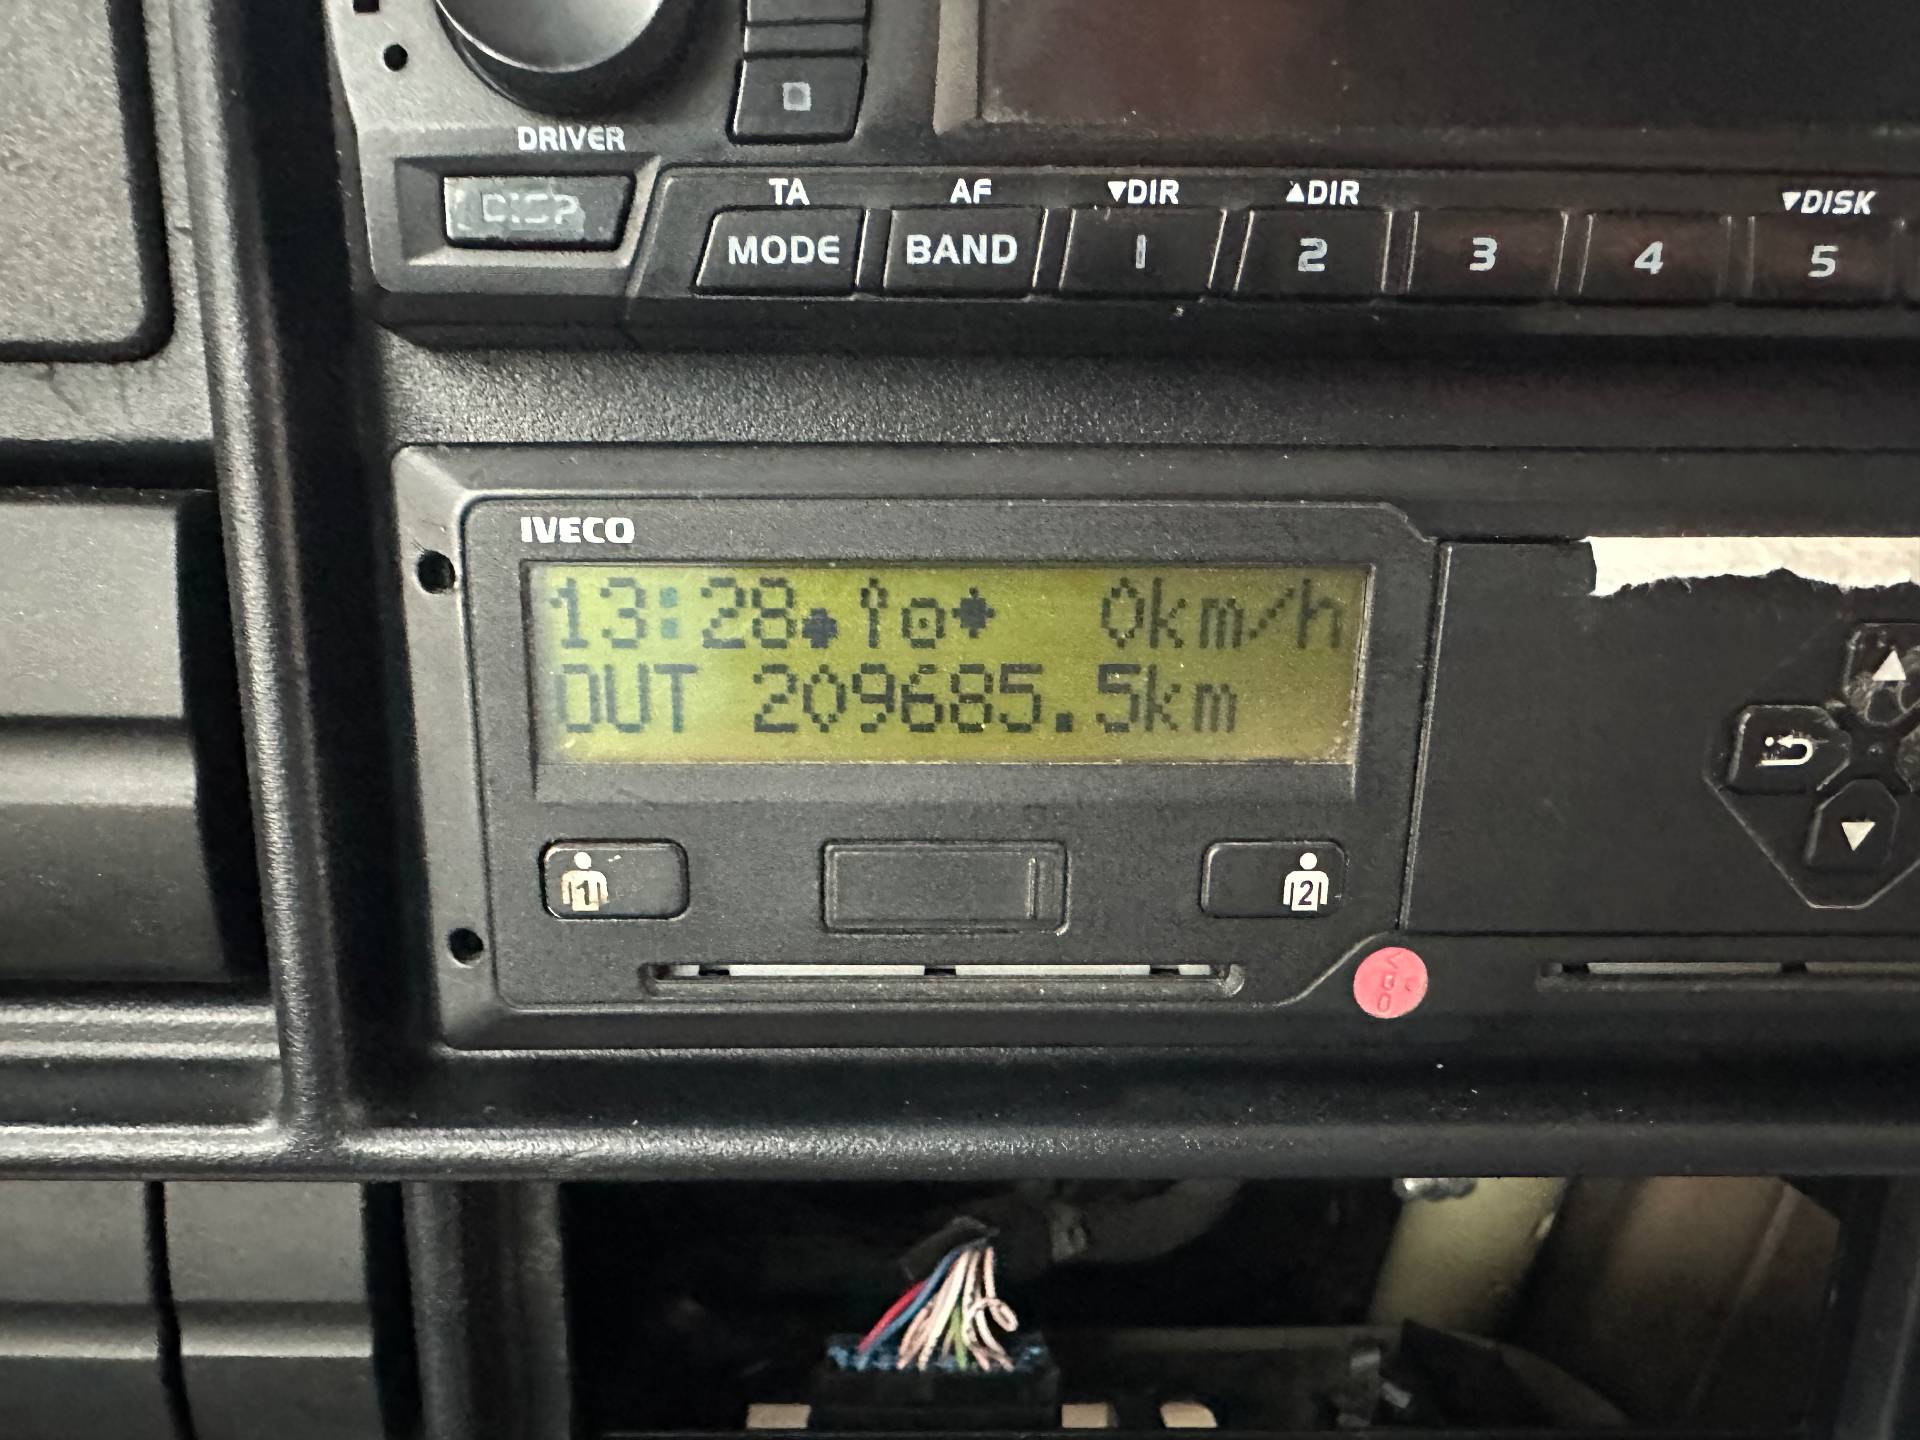 DRIVER
DISP
TA AF ▼DIR ▲DIR ▼DISK
MODE BAND 1 2 3 4 5
IVECO
13:28 0km/h
OUT 209685.5km
1 2
VDO